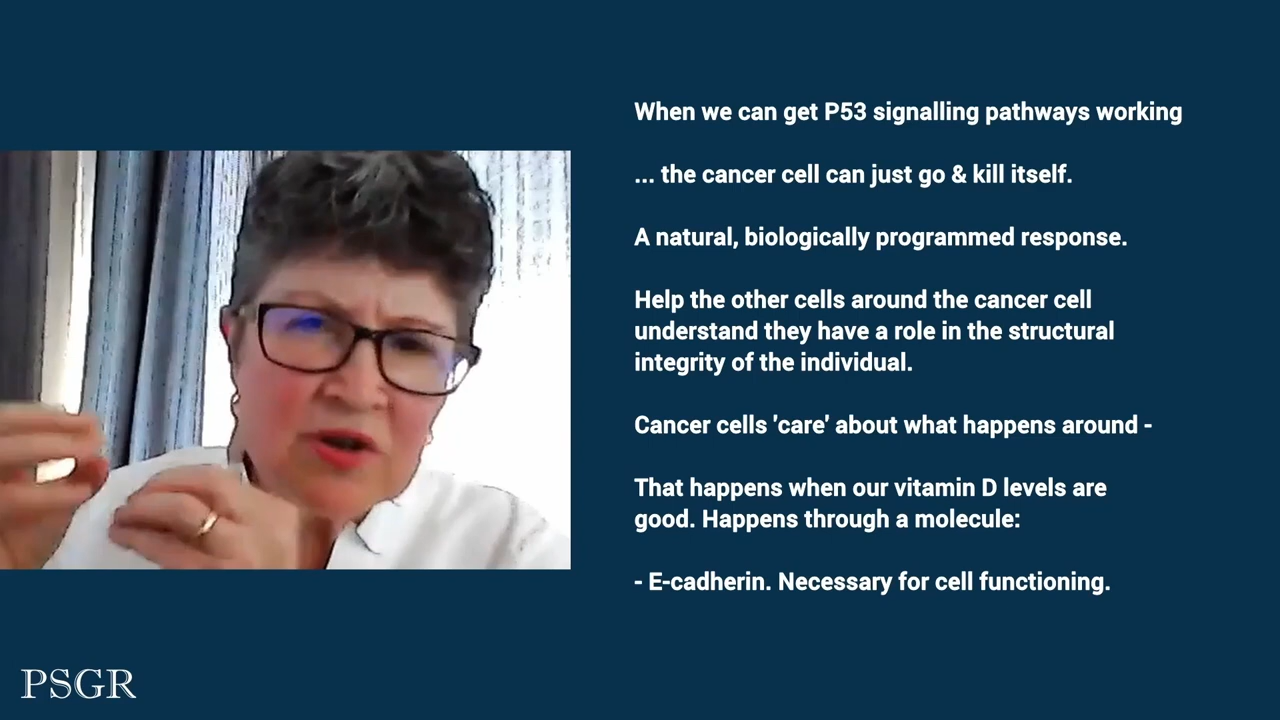 When we can get P53 signalling pathways working
... the cancer cell can just go & kill itself.
A natural, biologically programmed response.
Help the other cells around the cancer cell
understand they have a role in the structural
integrity of the individual.
Cancer cells 'care' about what happens around -
That happens when our vitamin D levels are
good. Happens through a molecule:
- E-cadherin. Necessary for cell functioning.
PSGR